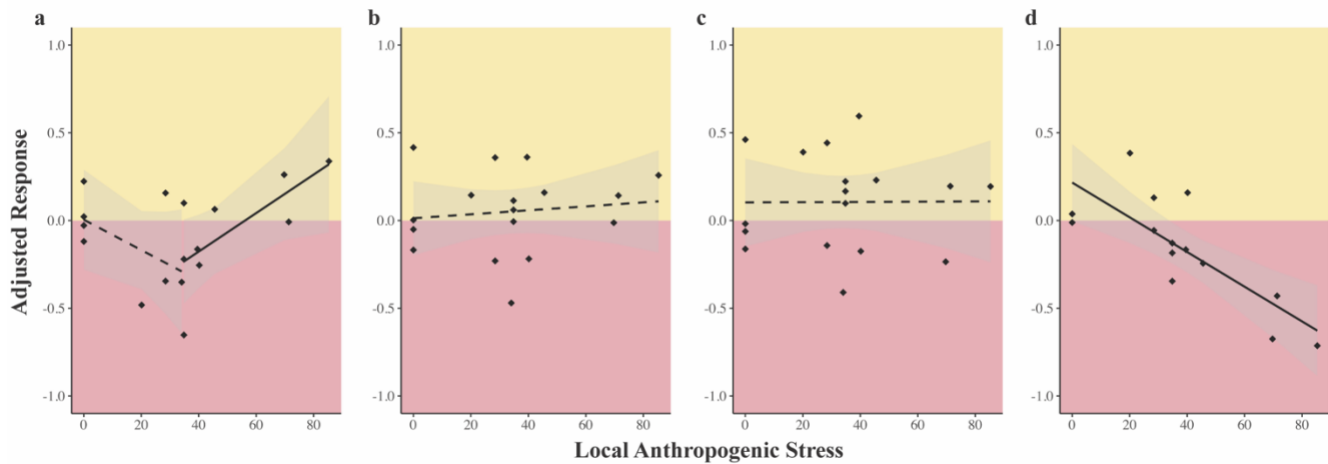 a b c d
1.0 1.0 1.0 1.0
0.5 0.5 0.5 0.5
0.0 0.0 0.0 0.0
-0.5 -0.5 -0.5 -0.5
-1.0 -1.0 -1.0 -1.0
Adjusted Response
0 20 40 60 80 0 20 40 60 80 0 20 40 60 80 0 20 40 60 80
Local Anthropogenic Stress